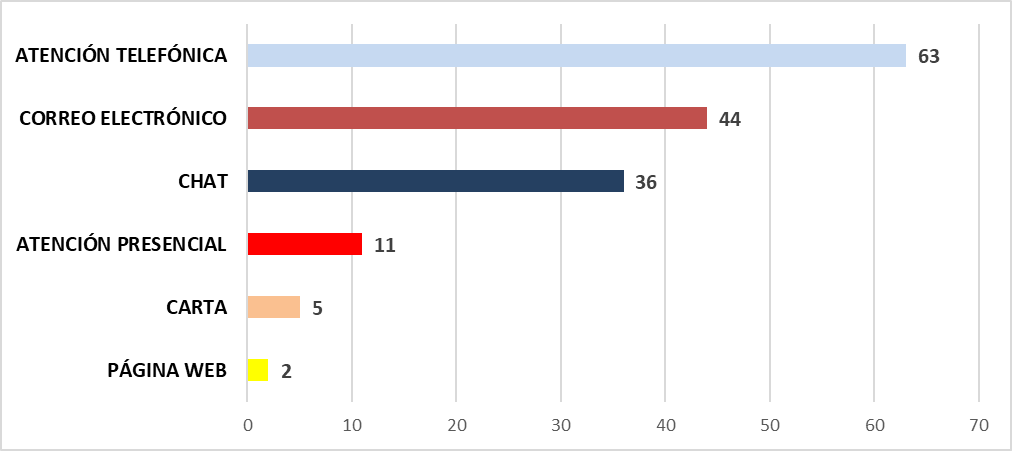 ATENCIÓN TELEFÓNICA 63
CORREO ELECTRÓNICO 44
CHAT 36
ATENCIÓN PRESENCIAL 11
CARTA 5
PÁGINA WEB 2
0 10 20 30 40 50 60 70